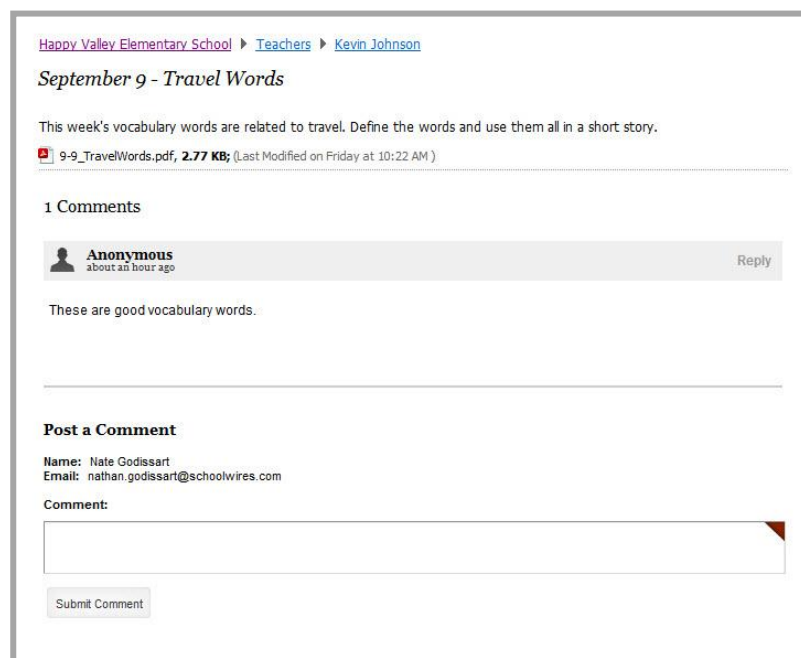 Happy Valley Elementary School Teachers Kevin Johnson
September 9 - Travel Words
This week's vocabulary words are related to travel. Define the words and use them all in a short story.
9-9_TravelWords.pdf, 2.77 KB; (Last Modified on Friday at 10:22 AM )
1 Comments
Anonymous
about an hour ago
Reply
These are good vocabulary words.
Post a Comment
Name: Nate Godissart
Email: nathan.godissart@schoolwires.com
Comment:
Submit Comment